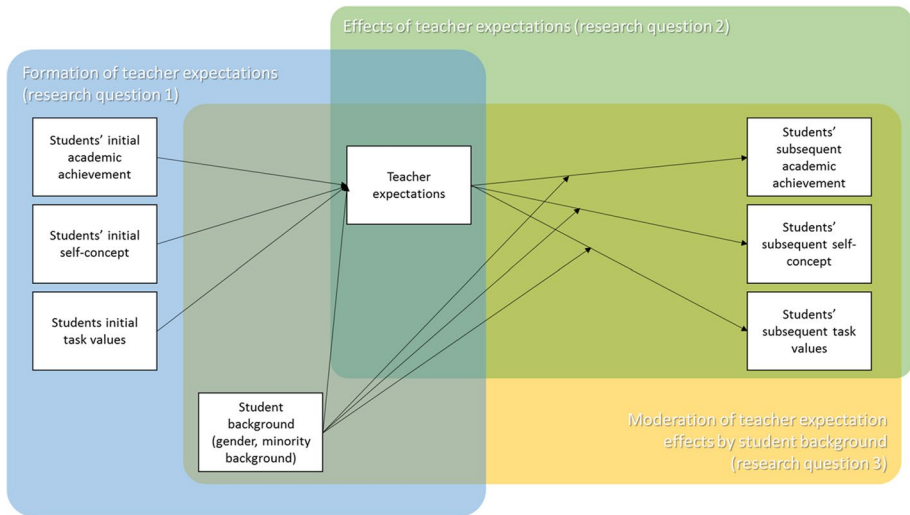 Effects of teacher expectations (research question 2)
Formation of teacher expectations
(research question 1)
Students' initial
academic
achievement
Students' initial
self-concept
Students initial
task values
Teacher
expectations
Student
background
(gender, minority
background)
Students'
subsequent
academic
achievement
Students'
subsequent self-
concept
Students'
subsequent task
values
Moderation of teacher expectation
effects by student background
(research question 3)